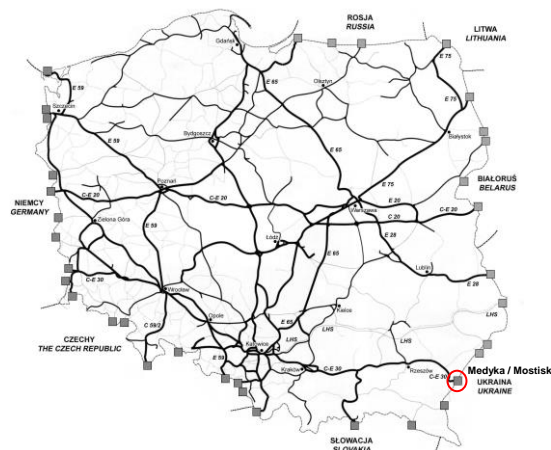 ROSJA
RUSSIA
LITWA
LITHUANIA
Gdańsk
E 75
E 65
Olsztyn
E 59
Szczecin
E 75
Białystok
Bydgoszcz
E 59
E 65
E 75
BIAŁORUŚ
BELARUS
Poznań
C-E 20
C-E 20
NIEMCY
GERMANY
E 20
Warszawa
C 20
C-E 20
Zielona Góra
E 59
Łódź
E 65
E 28
Lublin
C-E 30
Wrocław
E 28
Kielce
LHS
Opole
E 65
LHS
LHS
CZECHY
THE CZECH REPUBLIC
C 59/2
E 59
Katowice
Kraków
C-E 30
Rzeszów
C-E 30
Medyka / Mostisk
UKRAINA
UKRAINE
SŁOWACJA
SLOVAKIA